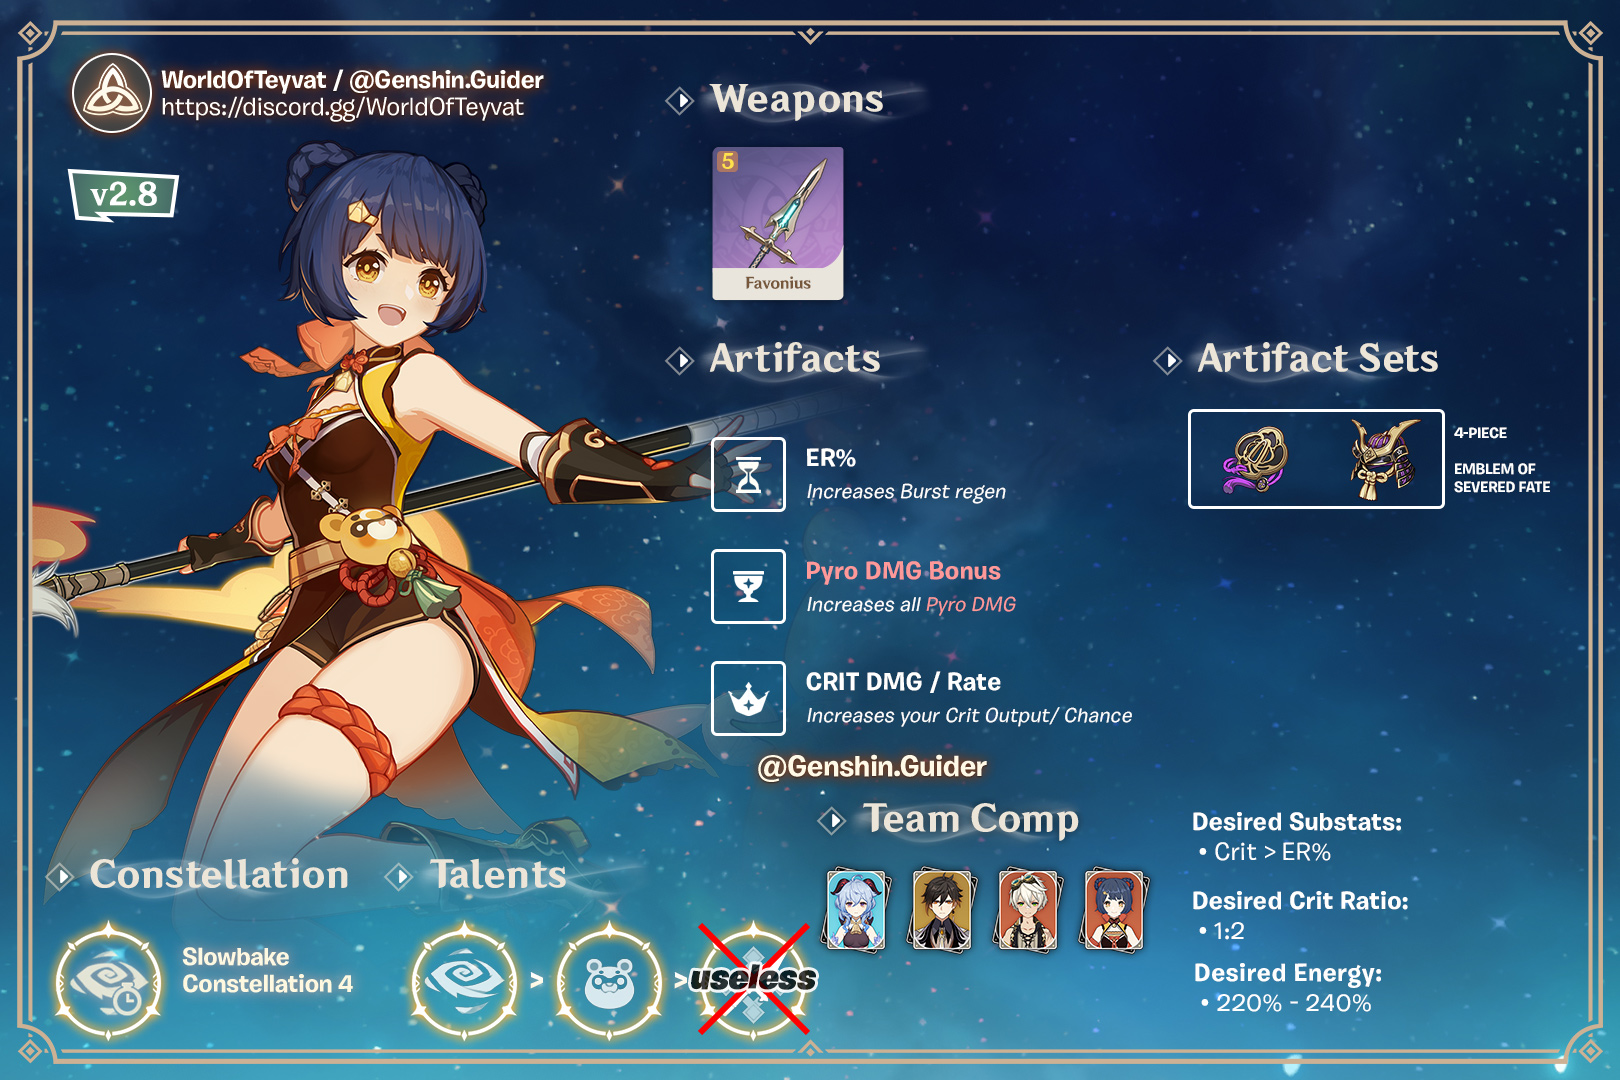 WorldOfTeyvat / @Genshin.Guider
https://discord.gg/WorldOfTeyvat
v2.8
Weapons
5
Favonius
Artifacts
ER%
Increases Burst regen
Pyro DMG Bonus
Increases all Pyro DMG
CRIT DMG / Rate
Increases your Crit Output/ Chance
Artifact Sets
4-PIECE
EMBLEM OF
SEVERED FATE
@Genshin.Guider
Team Comp
Desired Substats:
• Crit > ER%
Desired Crit Ratio:
• 1:2
Desired Energy:
• 220% - 240%
Constellation
Slowbake
Constellation 4
Talents
> > useless